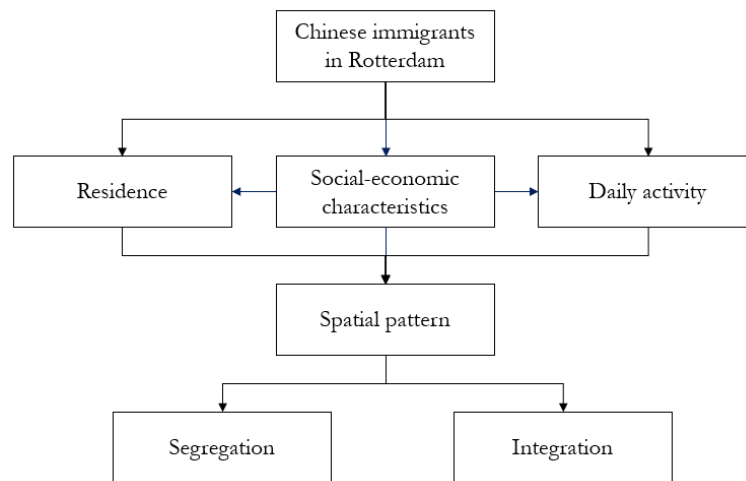 Chinese immigrants
in Rotterdam
Residence
Social-economic
characteristics
Daily activity
Spatial pattern
Segregation
Integration